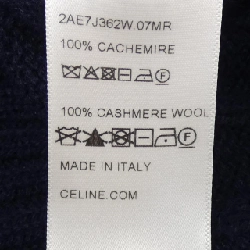 2AE7J362W.07MR
100% CACHEMIRE
100% CASHMERE WOOL
MADE IN ITALY
CELINE.COM